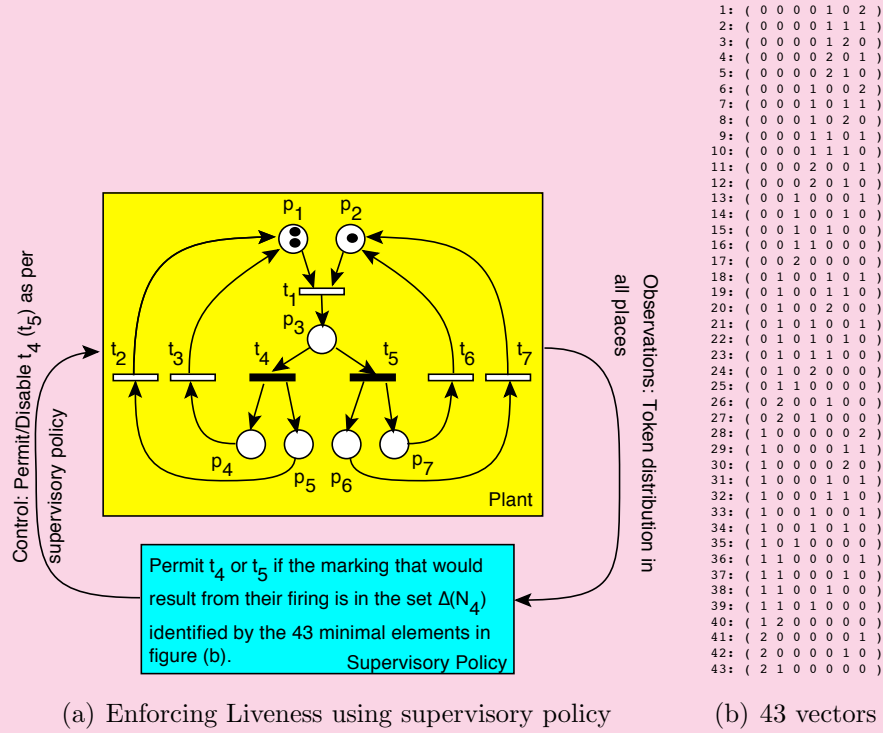 p1
p2
t1
p3
t2
t3
t4
t5
t6
t7
p4
p5
p6
p7
Plant
Control: Permit/Disable t4 (t5) as per
supervisory policy
Observations: Token distribution in
all places
Permit t4 or t5 if the marking that would
result from their firing is in the set Δ(N4)
identified by the 43 minimal elements in
figure (b).
Supervisory Policy
(a) Enforcing Liveness using supervisory policy
1: ( 0 0 0 0 1 0 2 )
2: ( 0 0 0 0 1 1 1 )
3: ( 0 0 0 0 1 2 0 )
4: ( 0 0 0 0 2 0 1 )
5: ( 0 0 0 0 2 1 0 )
6: ( 0 0 0 1 0 0 2 )
7: ( 0 0 0 1 0 1 1 )
8: ( 0 0 0 1 0 2 0 )
9: ( 0 0 0 1 1 0 1 )
10: ( 0 0 0 1 1 1 0 )
11: ( 0 0 0 2 0 0 1 )
12: ( 0 0 0 2 0 1 0 )
13: ( 0 0 1 0 0 0 1 )
14: ( 0 0 1 0 0 1 0 )
15: ( 0 0 1 0 1 0 0 )
16: ( 0 0 1 1 0 0 0 )
17: ( 0 0 2 0 0 0 0 )
18: ( 0 1 0 0 1 0 1 )
19: ( 0 1 0 0 1 1 0 )
20: ( 0 1 0 0 2 0 0 )
21: ( 0 1 0 1 0 0 1 )
22: ( 0 1 0 1 0 1 0 )
23: ( 0 1 0 1 1 0 0 )
24: ( 0 1 0 2 0 0 0 )
25: ( 0 1 1 0 0 0 0 )
26: ( 0 2 0 0 1 0 0 )
27: ( 0 2 0 1 0 0 0 )
28: ( 1 0 0 0 0 0 2 )
29: ( 1 0 0 0 0 1 1 )
30: ( 1 0 0 0 0 2 0 )
31: ( 1 0 0 0 1 0 1 )
32: ( 1 0 0 0 1 1 0 )
33: ( 1 0 0 1 0 0 1 )
34: ( 1 0 0 1 0 1 0 )
35: ( 1 0 1 0 0 0 0 )
36: ( 1 1 0 0 0 0 1 )
37: ( 1 1 0 0 0 1 0 )
38: ( 1 1 0 0 1 0 0 )
39: ( 1 1 0 1 0 0 0 )
40: ( 1 2 0 0 0 0 0 )
41: ( 2 0 0 0 0 0 1 )
42: ( 2 0 0 0 0 1 0 )
43: ( 2 1 0 0 0 0 0 )
(b) 43 vectors